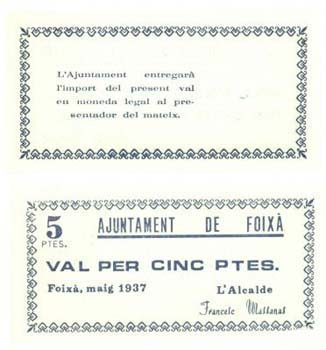 L'Ajuntament entregarà
l'import del present val
en moneda legal al pre-
sentador del mateix.
5
PTES.
AJUNTAMENT DE FOIXÀ
VAL PER CINC PTES.
Foixà, maig 1937
L'Alcalde